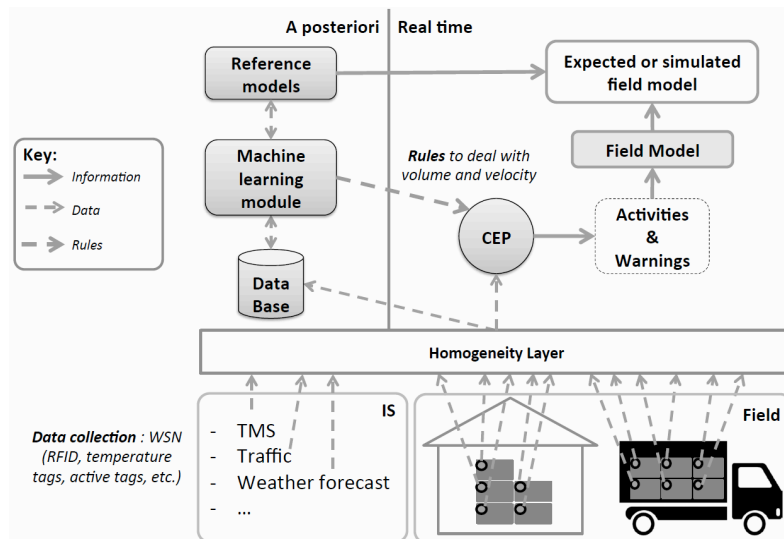 A posteriori
Real time
Reference
models
Expected or simulated
field model
Key:
Information
Data
Rules
Machine
learning
module
Rules to deal with
volume and velocity
Field Model
CEP
Activities
&
Warnings
Data
Base
Homogeneity Layer
Data collection : WSN
(RFID, temperature
tags, active tags, etc.)
IS
- TMS
- Traffic
- Weather forecast
- ...
Field